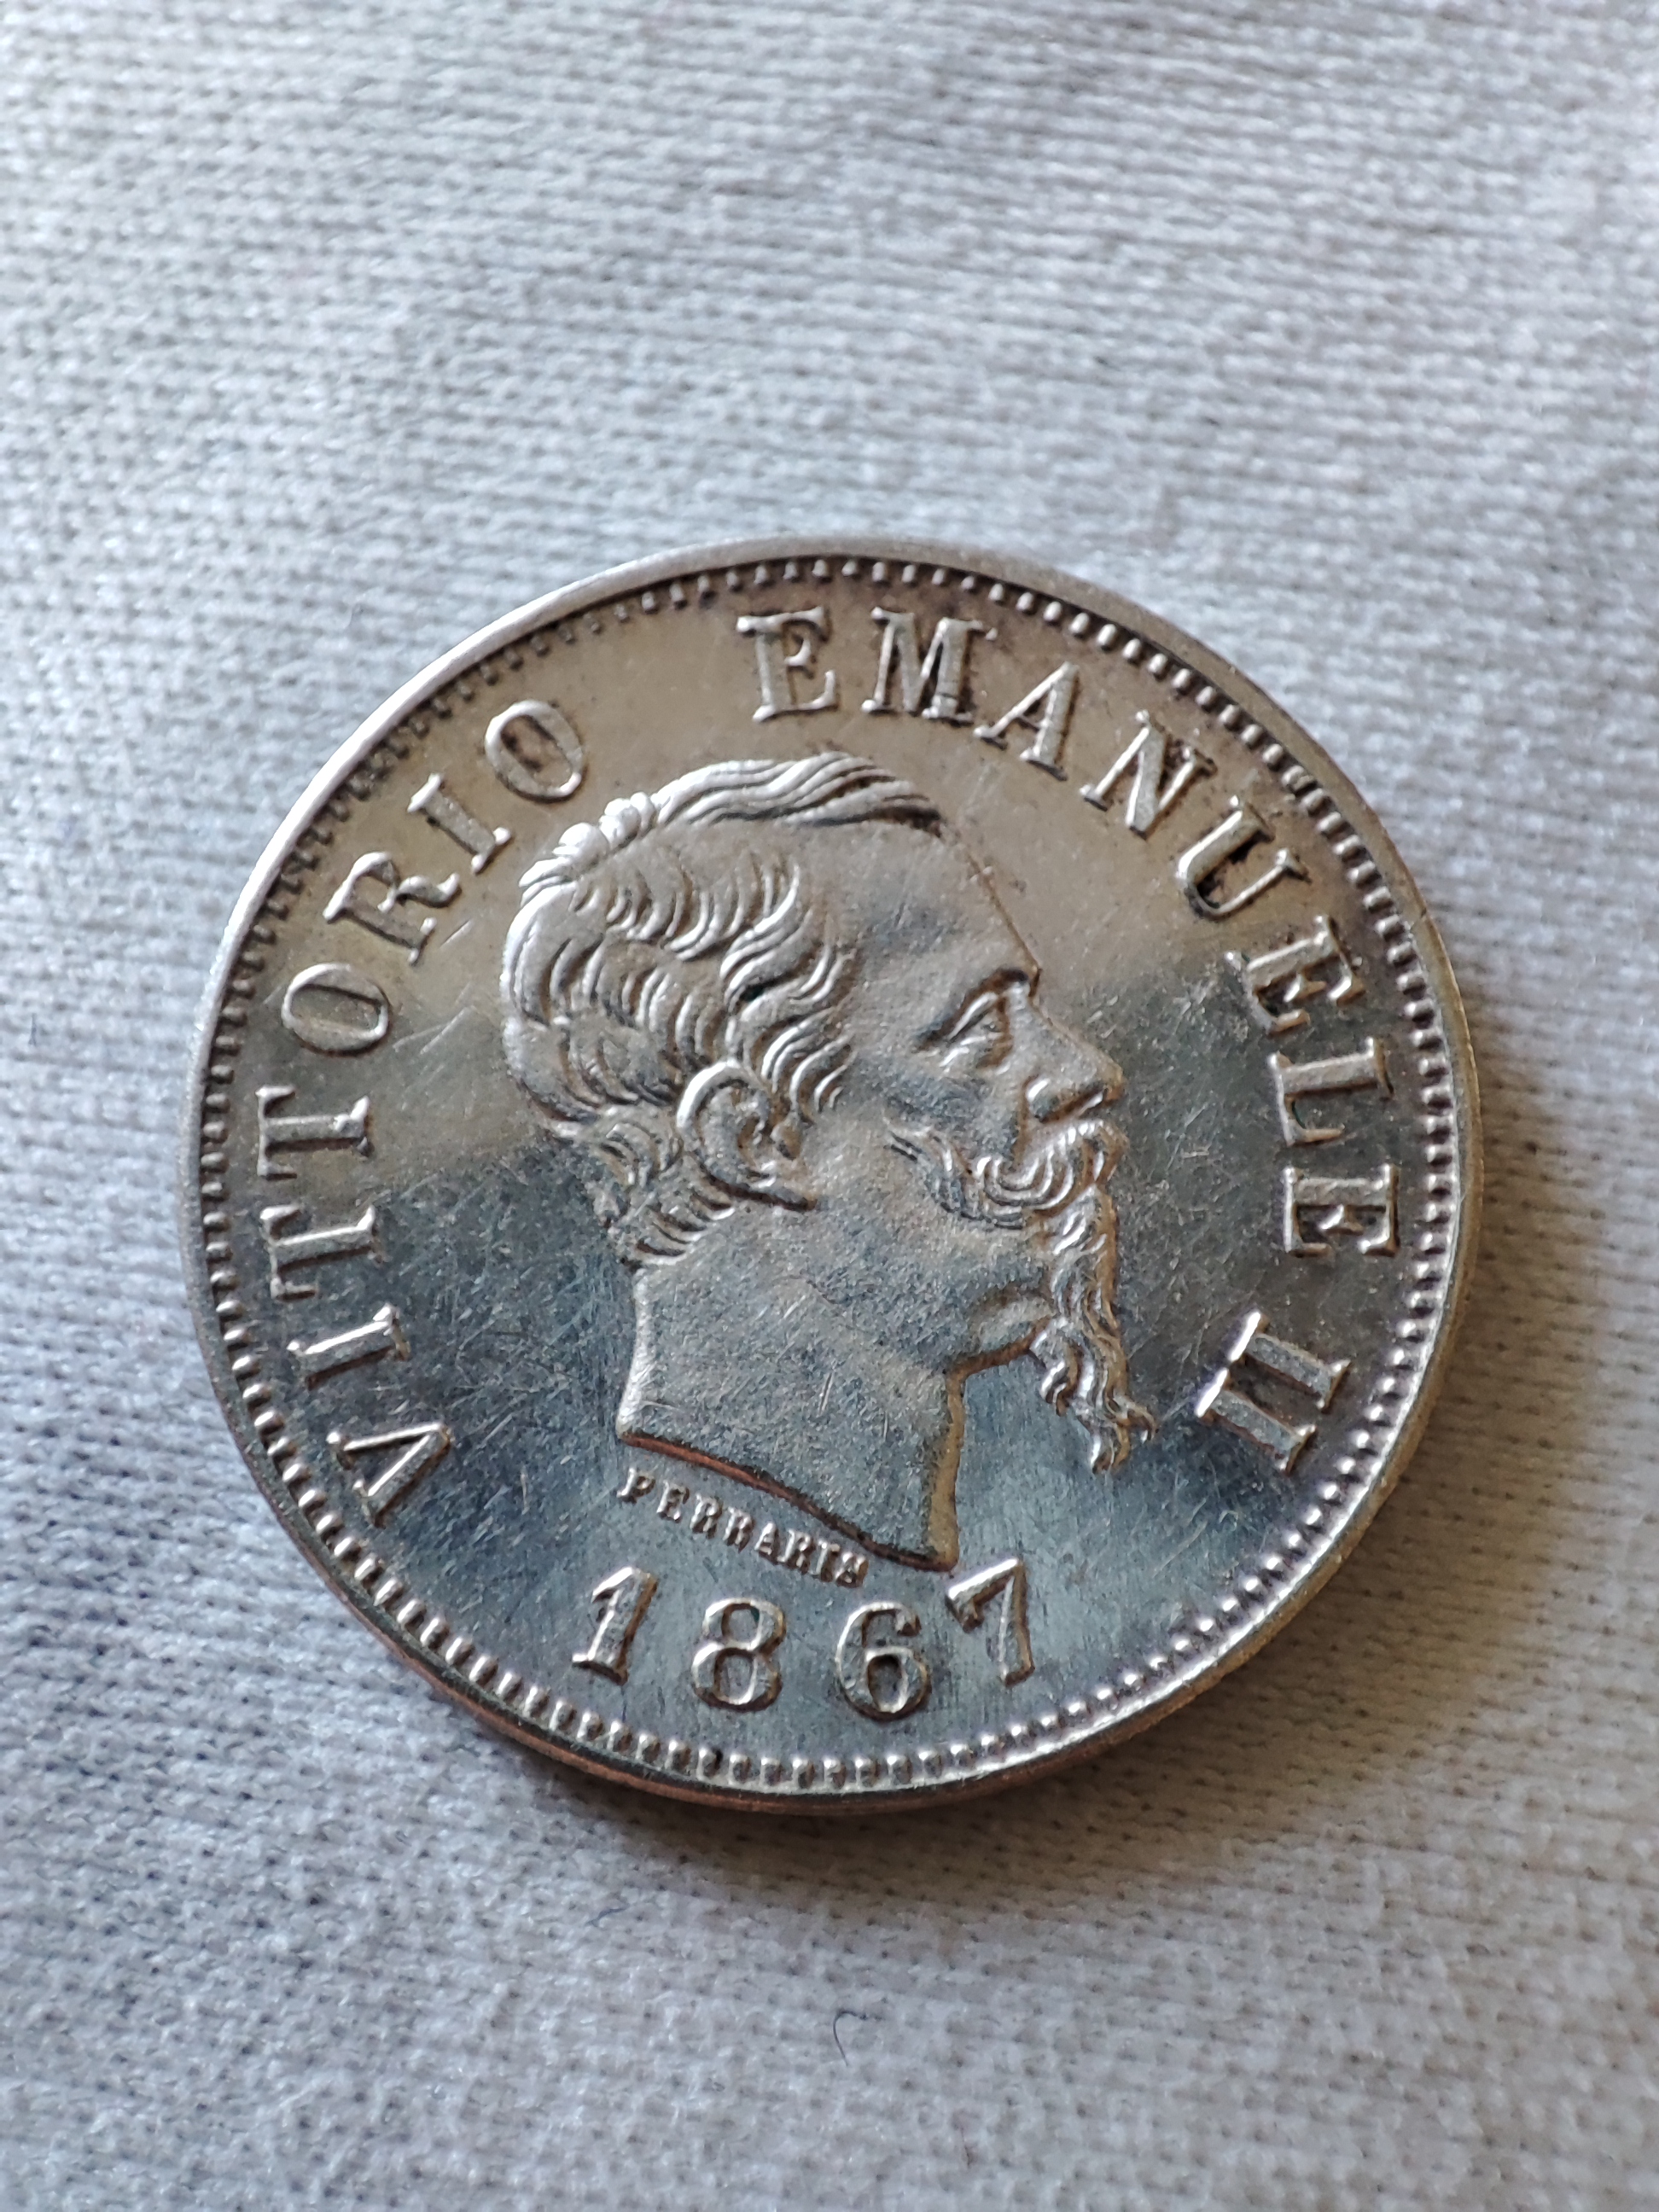 VITTORIO EMANUELE II
FERRARIS
1867